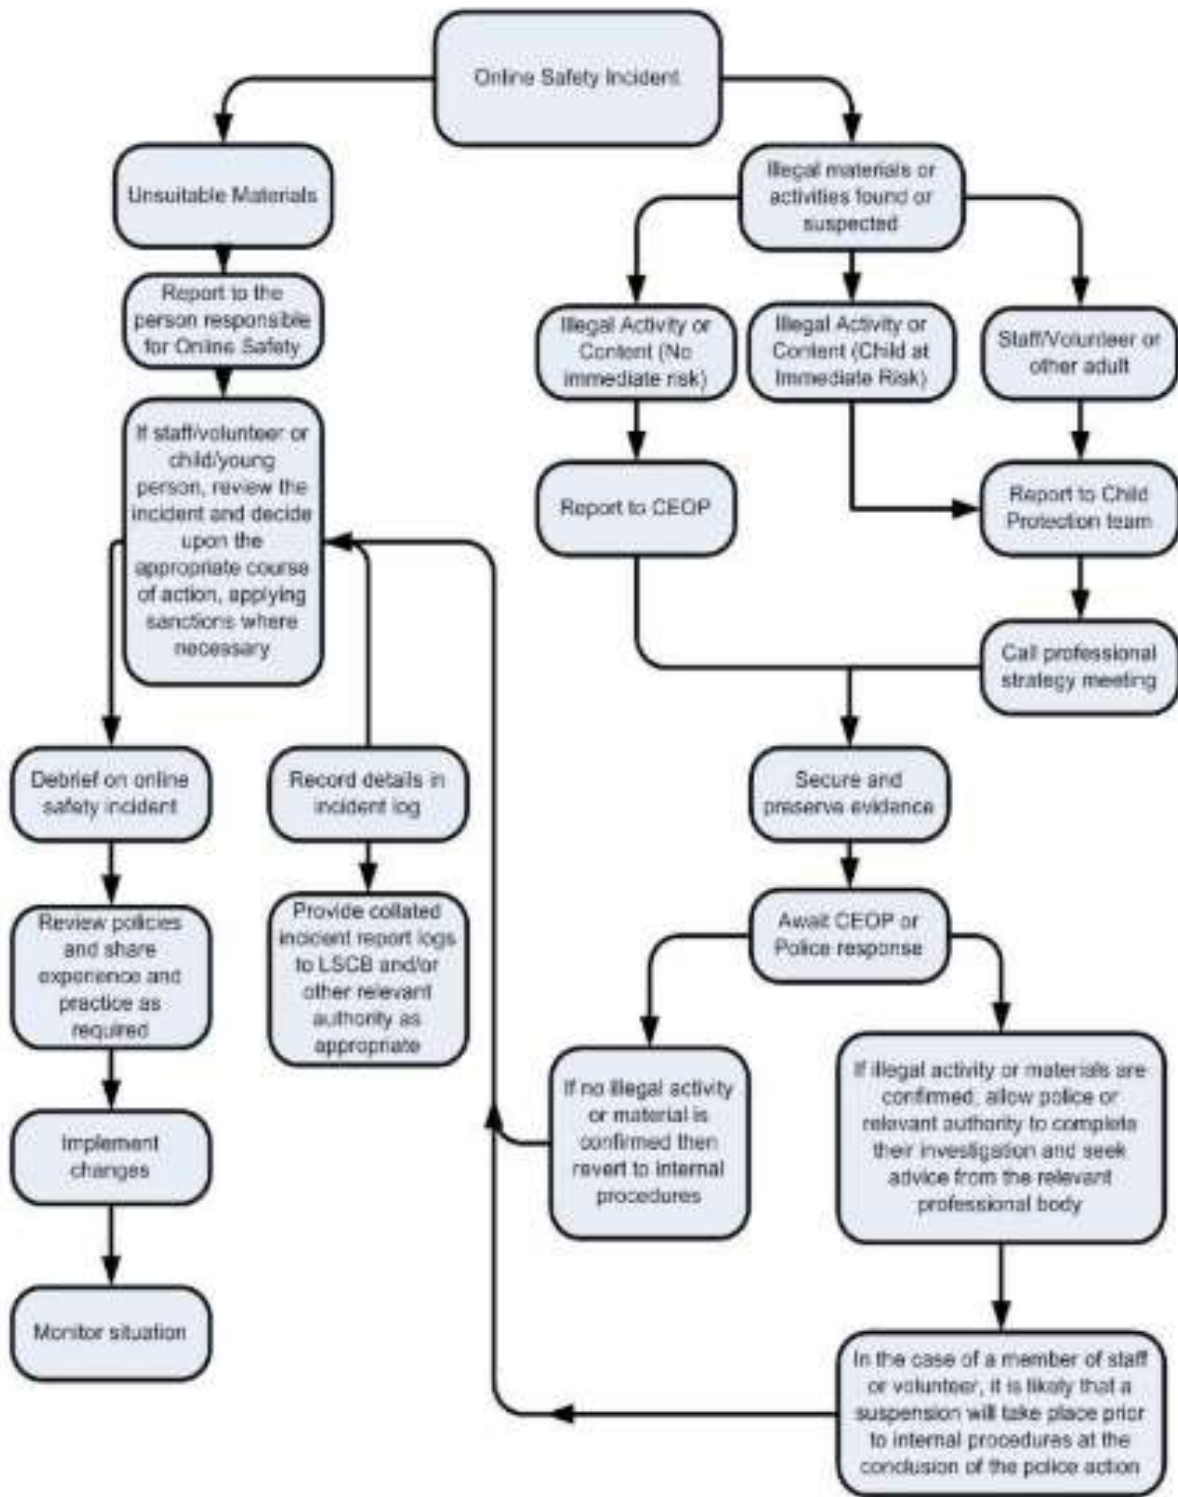 Online Safety Incident
Unsuitable Materials
Illegal materials or
activities found or
suspected
Report to the
person responsible
for Online Safety
Illegal Activity or
Content (No
immediate risk)
Illegal Activity or
Content (Child at
Immediate Risk)
Staff/Volunteer or
other adult
If staff/volunteer or
child/young
person, review the
incident and decide
upon the
appropriate course
of action, applying
sanctions where
necessary
Report to CEOP
Report to Child
Protection team
Call professional
strategy meeting
Debrief on online
safety incident
Record details in
incident log
Secure and
preserve evidence
Review policies
and share
experience and
practice as
required
Provide collated
incident report logs
to LSCB and/or
other relevant
authority as
appropriate
Await CEOP or
Police response
If no illegal activity
or material is
confirmed then
revert to internal
procedures
If illegal activity or materials are
confirmed, allow police or
relevant authority to complete
their investigation and seek
advice from the relevant
professional body
Implement
changes
Monitor situation
In the case of a member of staff
or volunteer, it is likely that a
suspension will take place prior
to internal procedures at the
conclusion of the police action